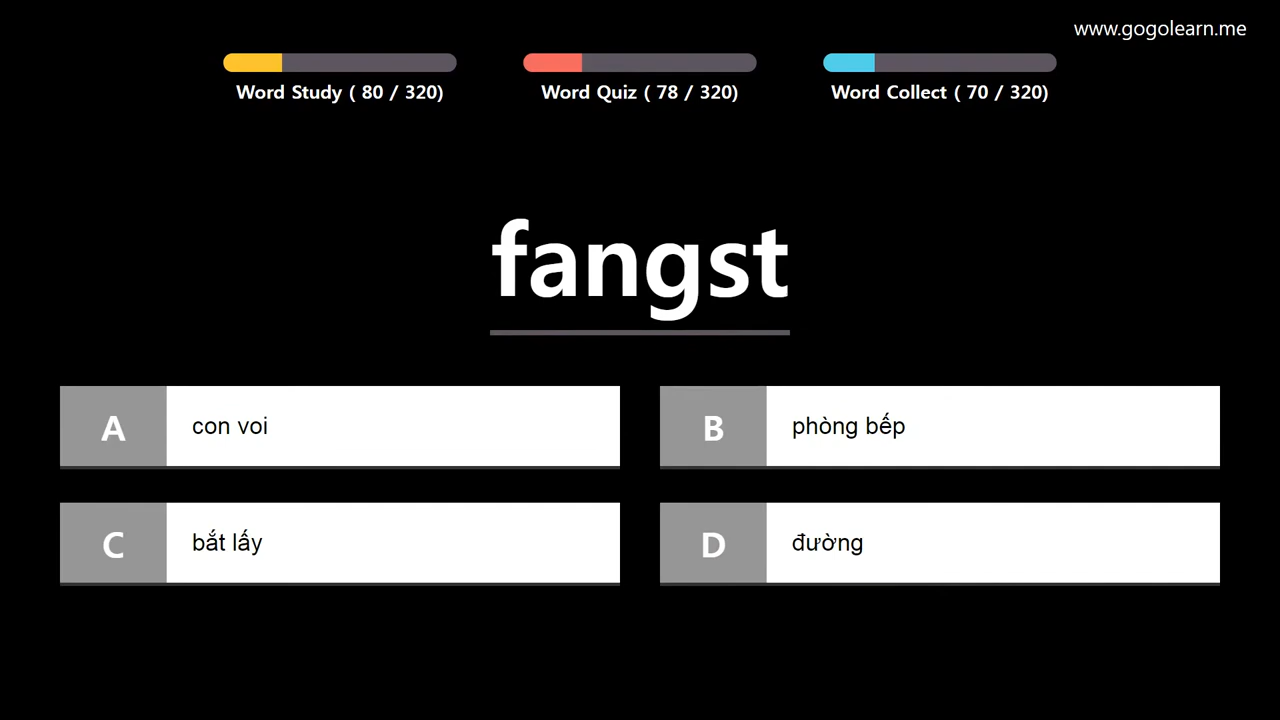 www.gogolearn.me
Word Study ( 80 / 320)
Word Quiz ( 78 / 320)
Word Collect ( 70 / 320)
fangst
A con voi
B phòng bếp
C bắt lấy
D đường